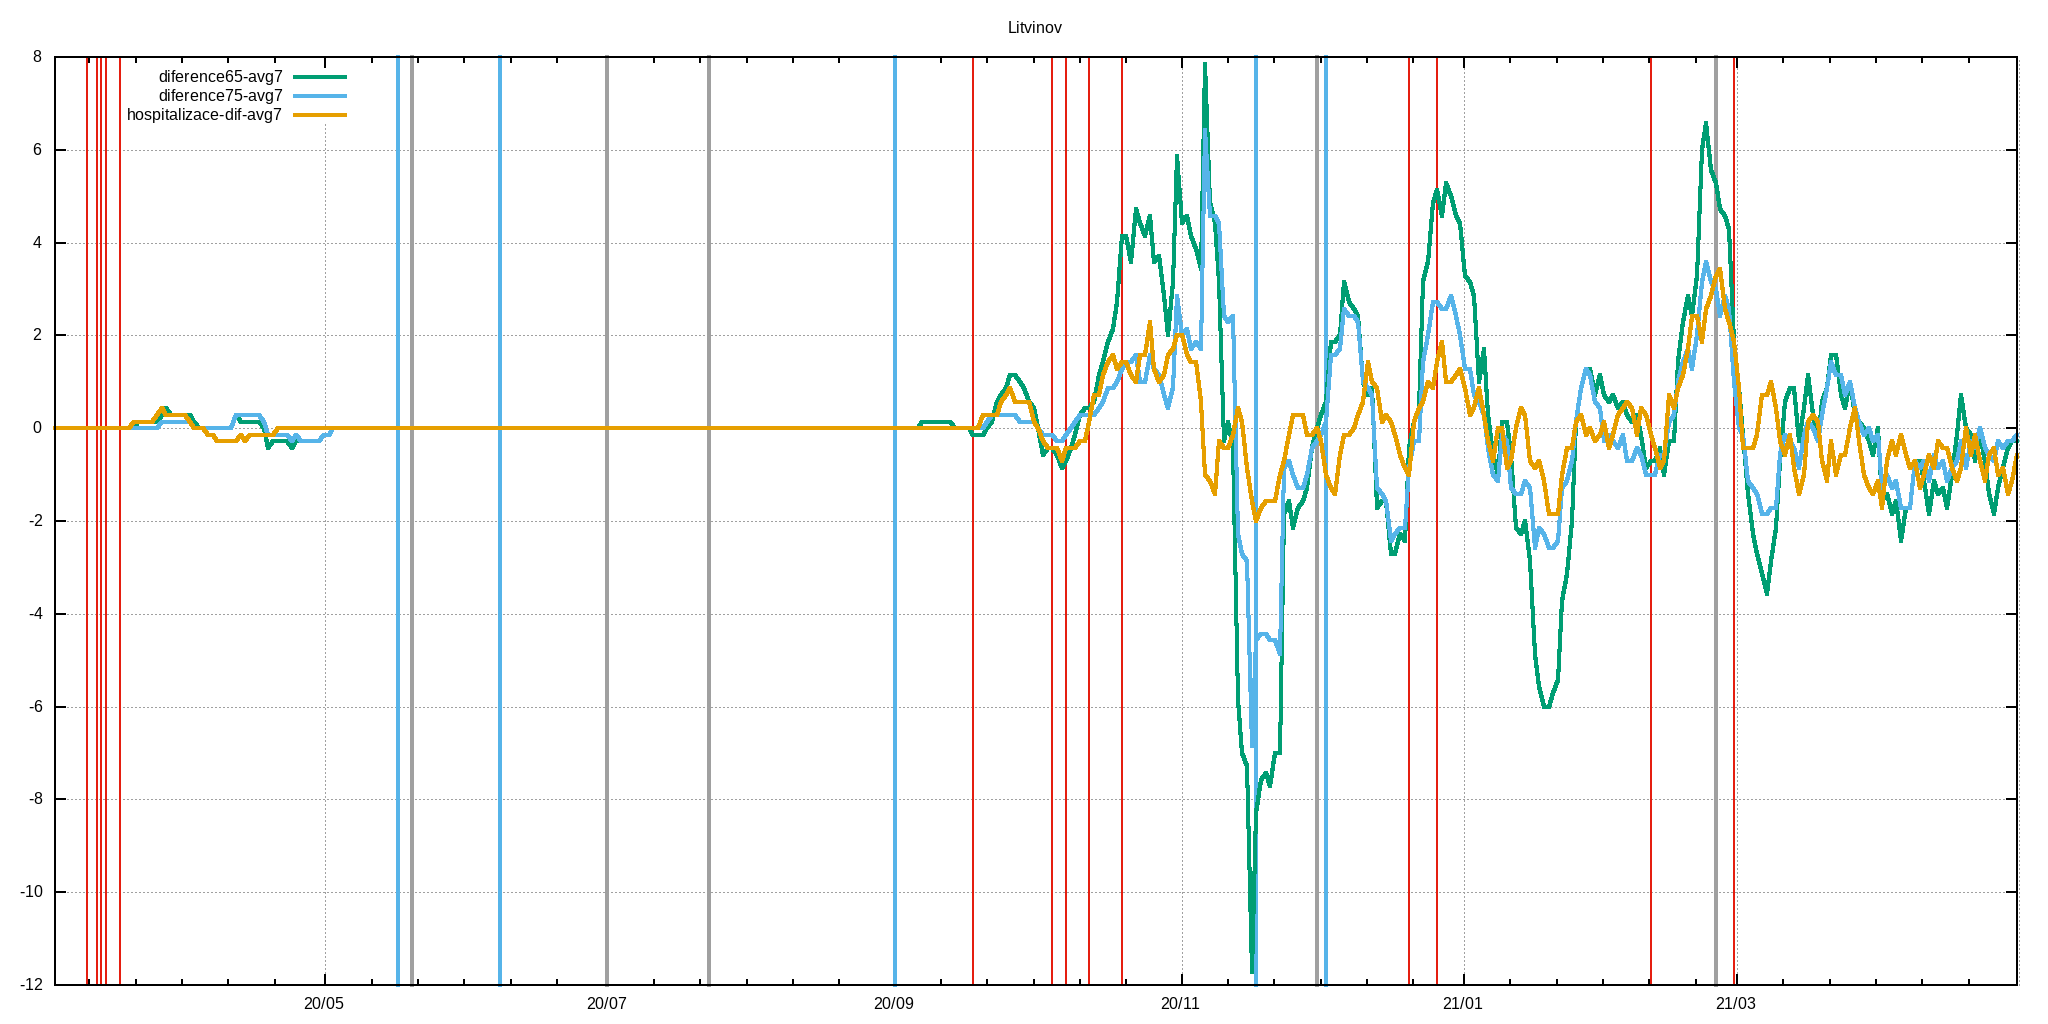 Litvinov
8
diference65-avg7
diference75-avg7
hospitalizace-dif-avg7
6
4
2
0
-2
-4
-6
-8
-10
-12
20/05 20/07 20/09 20/11 21/01 21/03